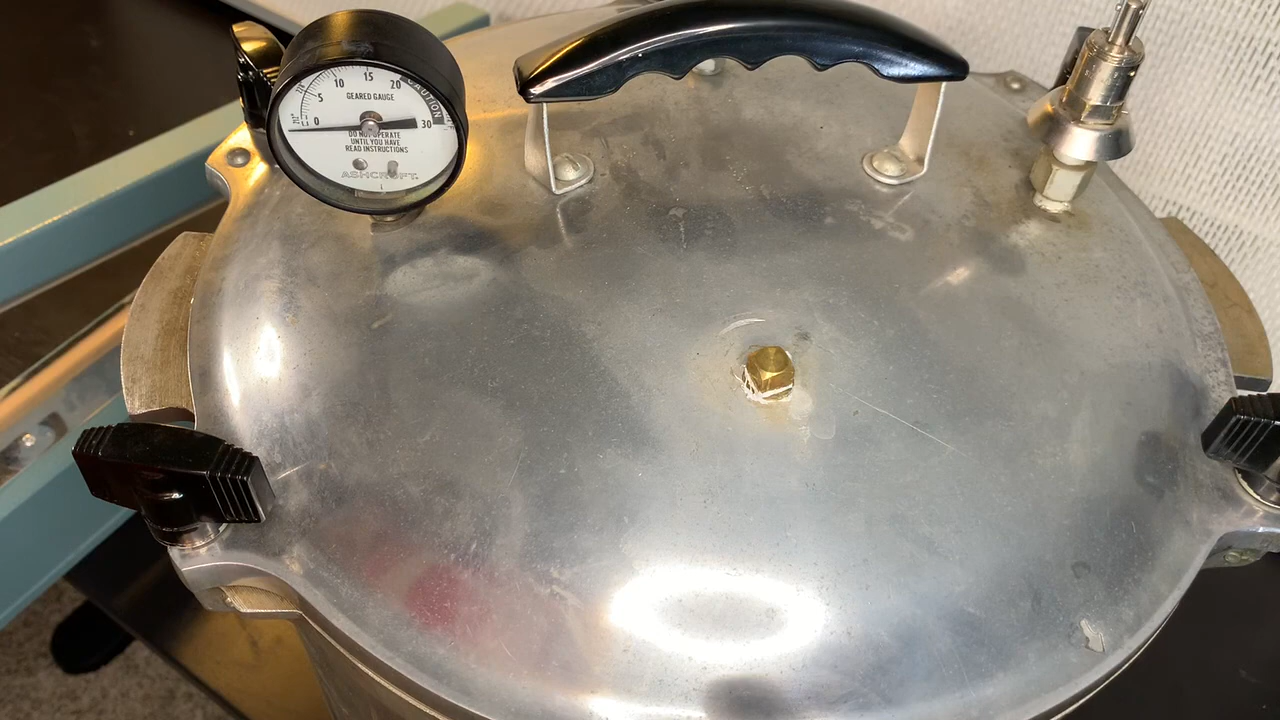 0 5 10 15 20 30
CAUTION
GEARED GAUGE
DO NOT OPERATE
UNTIL YOU HAVE
READ INSTRUCTIONS
ASHCROFT